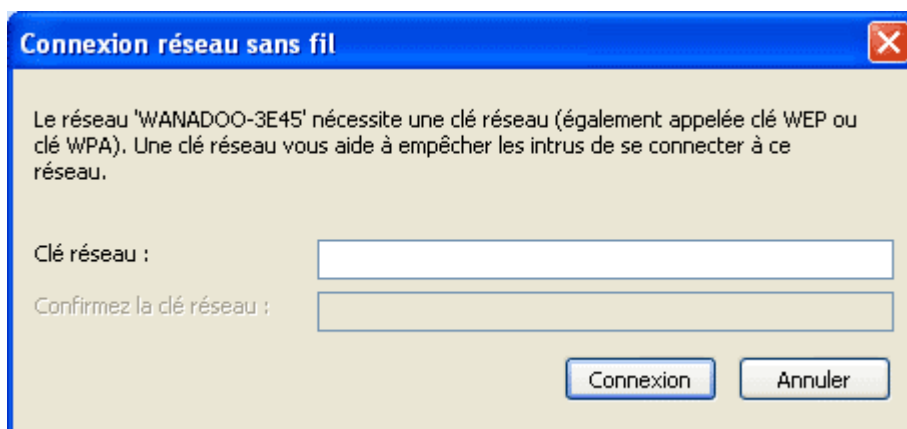 Connexion réseau sans fil
Le réseau 'WANADOO-3E45' nécessite une clé réseau (également appelée clé WEP ou
clé WPA). Une clé réseau vous aide à empêcher les intrus de se connecter à ce
réseau.
Clé réseau :
Confirmez la clé réseau :
Connexion Annuler